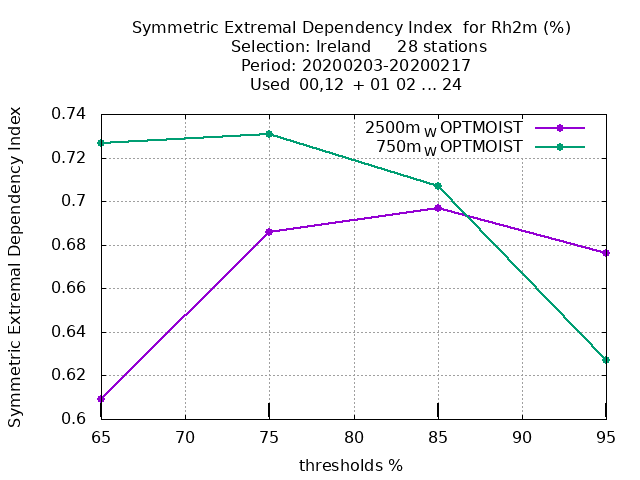 Symmetric Extremal Dependency Index for Rh2m (%)
Selection: Ireland 28 stations
Period: 20200203-20200217
Used 00,12 + 01 02 ... 24
Symmetric Extremal Dependency Index
0.74
0.72
0.7
0.68
0.66
0.64
0.62
0.6
2500m W OPTMOIST
750m W OPTMOIST
65 70 75 80 85 90 95
thresholds %